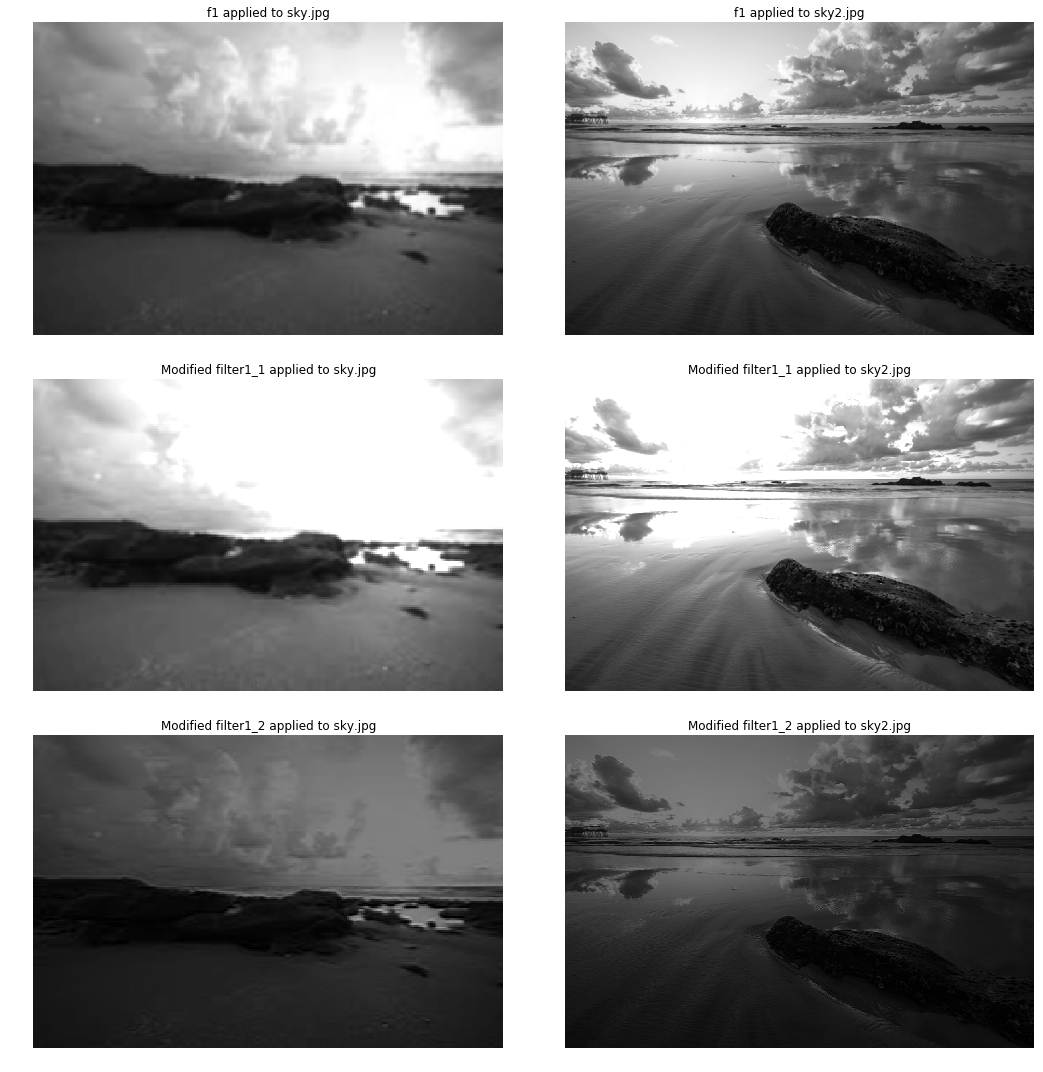 f1 applied to sky.jpg
f1 applied to sky2.jpg
Modified filter1_1 applied to sky.jpg
Modified filter1_1 applied to sky2.jpg
Modified filter1_2 applied to sky.jpg
Modified filter1_2 applied to sky2.jpg